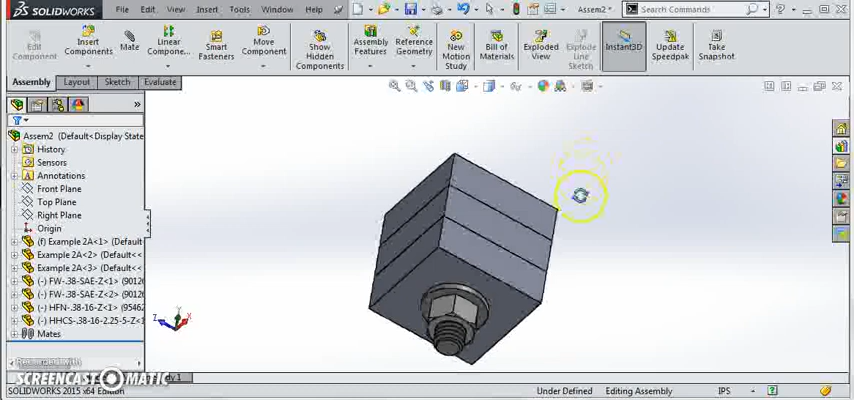 SOLIDWORKS File Edit View Insert Tools Window Help Assem2 * Search Commands
Edit Component
Insert Components
Mate
Linear Compone...
Smart Fasteners
Move Component
Show Hidden Components
Assembly Features
Reference Geometry
New Motion Study
Bill of Materials
Exploded View
Explode Line Sketch
Instant3D
Update Speedpak
Take Snapshot
Assembly Layout Sketch Evaluate
Assem2 (Default<Display State
History
Sensors
Annotations
Front Plane
Top Plane
Right Plane
Origin
(f) Example 2A<1> (Default
Example 2A<2> (Default<<
Example 2A<3> (Default<<
(-) FW-.38-SAE-Z<1> (9012
(-) FW-.38-SAE-Z<2> (9012
(-) HFN-.38-16-Z<1> (9546
(-) HHCS-.38-16-2.25-5-Z<1
Mates
Y
Z X
Recorded with
SCREENCAST-O-MATIC
SOLIDWORKS 2015 x64 Edition Under Defined Editing Assembly IPS